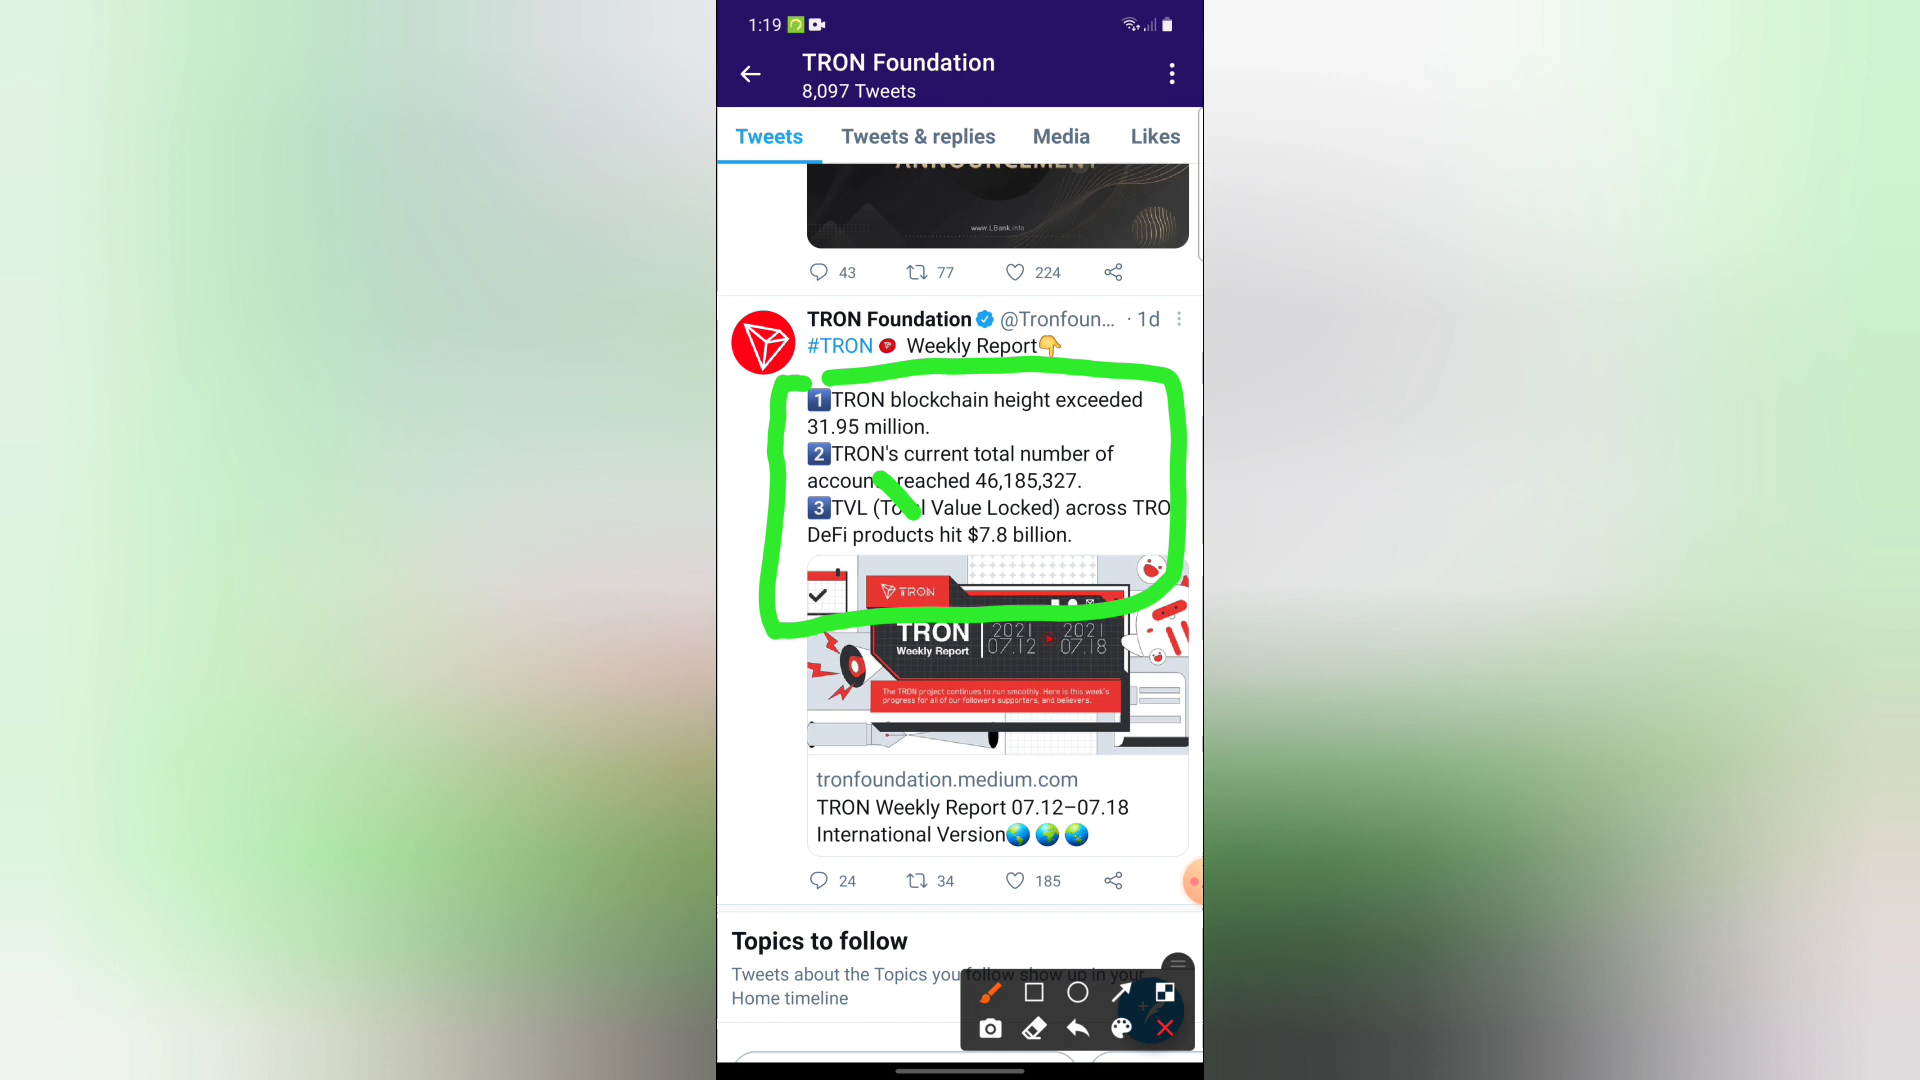 1:19
TRON Foundation
8,097 Tweets
Tweets Tweets & replies Media Likes
ANNOUNCEMENT
www.LBank.info
43 77 224
TRON Foundation @Tronfoun... · 1d
#TRON Weekly Report👇
1️⃣TRON blockchain height exceeded
31.95 million.
2️⃣TRON's current total number of
accoun reached 46,185,327.
3️⃣TVL (To l Value Locked) across TRO
DeFi products hit $7.8 billion.
TRON
TRON
Weekly Report
2021
07.12
2021
07.18
The TRON project continues to run smoothly. Here is this week's
progress for all of our followers supporters, and believers.
tronfoundation.medium.com
TRON Weekly Report 07.12–07.18
International Version🌎🌍🌏
24 34 185
Topics to follow
Tweets about the Topics you follow show up in your
Home timeline